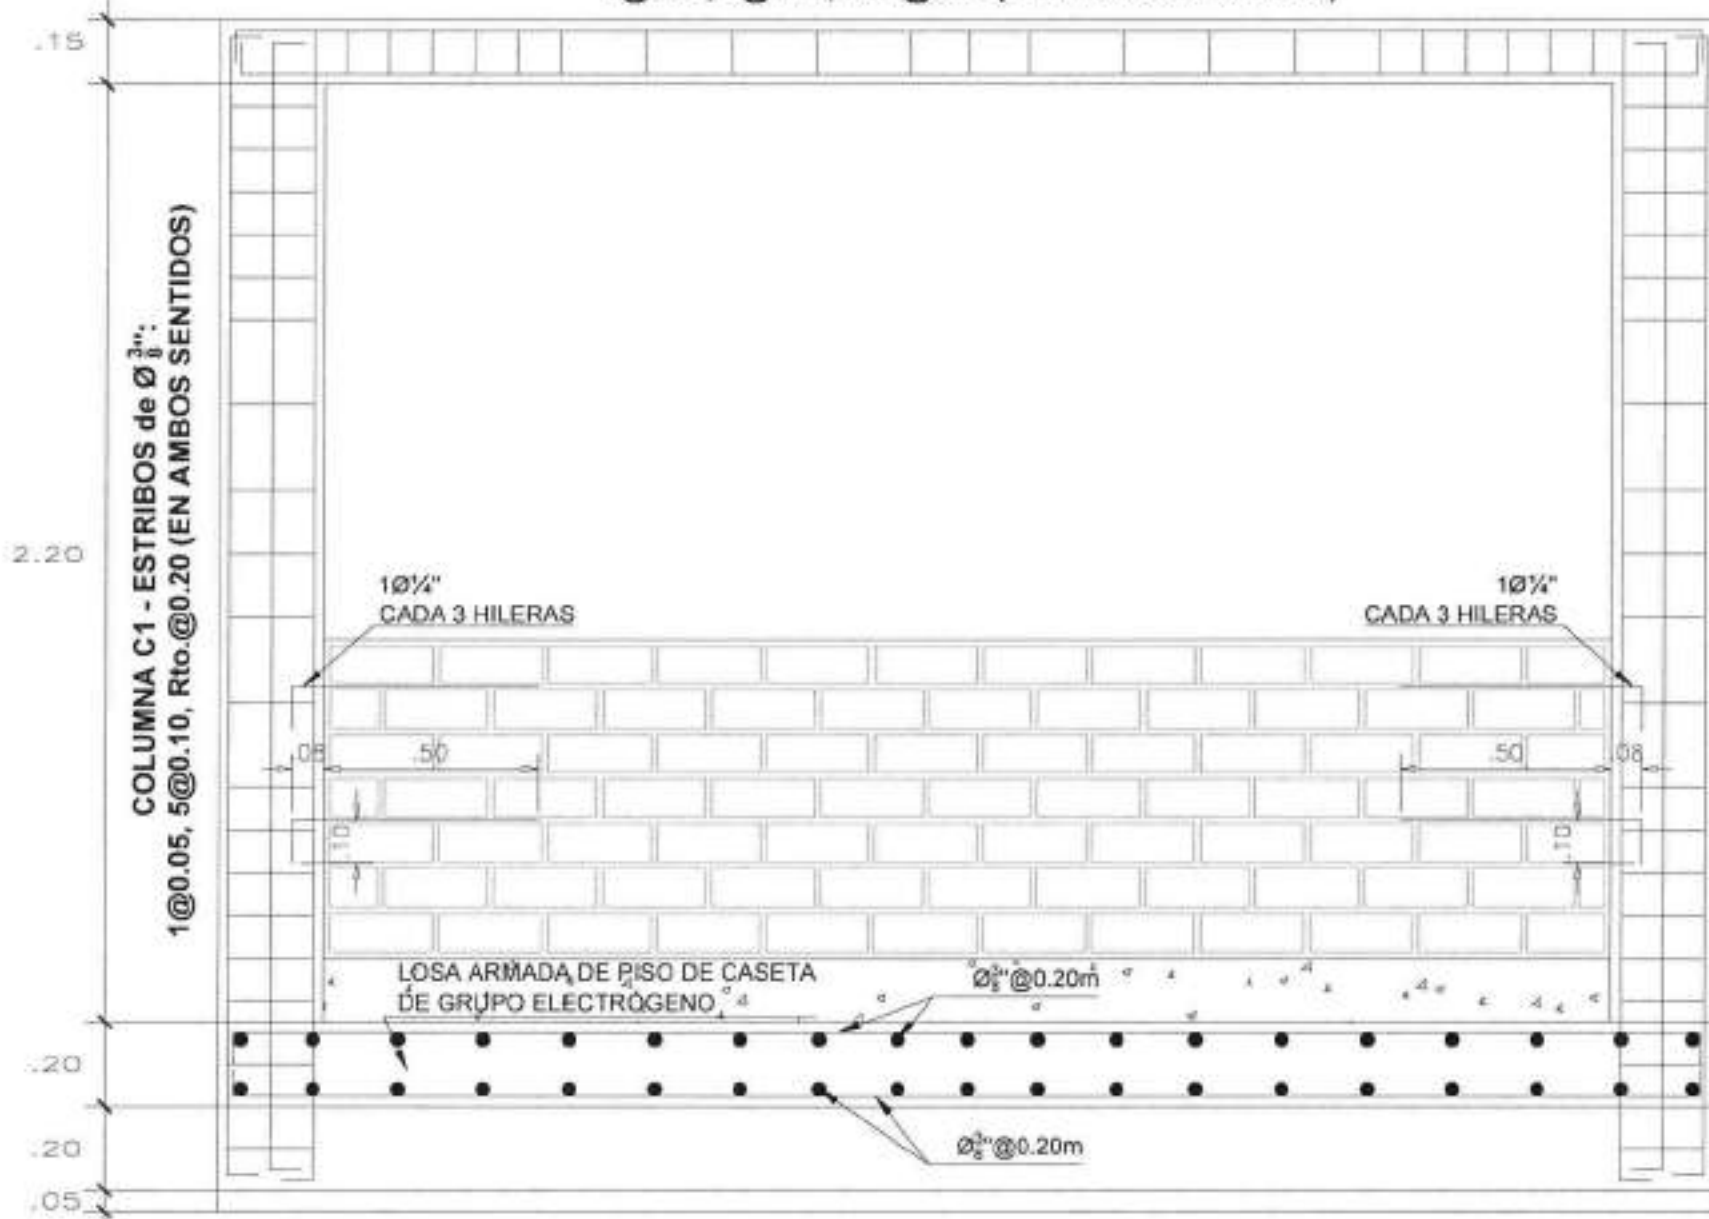 .15
COLUMNA C1 - ESTRIBOS de Ø 3/8":
1@0.05, 5@0.10, Rto.@0.20 (EN AMBOS SENTIDOS)
2.20
1Ø¼"
CADA 3 HILERAS
1Ø¼"
CADA 3 HILERAS
.08
.50
.50
.08
.10
.10
LOSA ARMADA DE PISO DE CASETA
DE GRUPO ELECTRÓGENO
Ø3/8"@0.20m
.20
Ø3/8"@0.20m
.20
.05